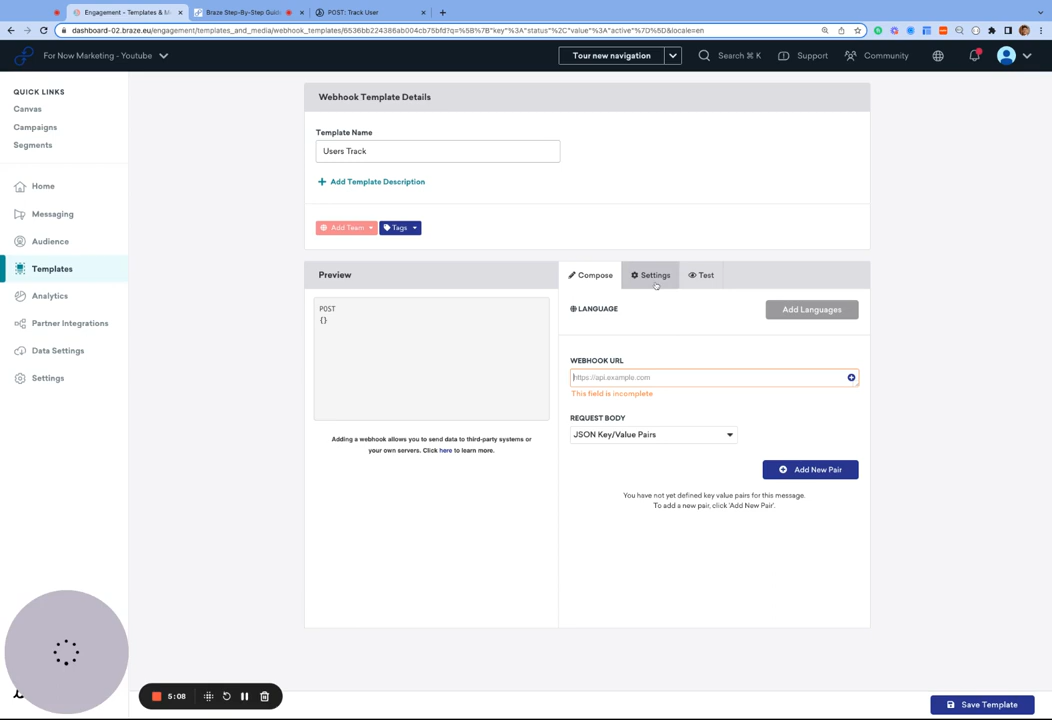 Engagement - Templates & M
Braze Step-By-Step Guid
POST: Track User
dashboard-02.braze.eu/engagement/templates_and_media/webhook_templates/6536bb224386ab004cb75bfd?q=%5B%7B"key"%3A"status"%2C"value"%3A"active"%7D%5D&locale=en
For Now Marketing - Youtube
Tour new navigation
Search ⌘ K
Support
Community
QUICK LINKS
Canvas
Campaigns
Segments
Home
Messaging
Audience
Templates
Analytics
Partner Integrations
Data Settings
Settings
Webhook Template Details
Template Name
Users Track
+ Add Template Description
Add Team
Tags
Preview
Compose
Settings
Test
POST
{}
Adding a webhook allows you to send data to third-party systems or
your own servers. Click here to learn more.
LANGUAGE
Add Languages
WEBHOOK URL
https://api.example.com
This field is incomplete
REQUEST BODY
JSON Key/Value Pairs
Add New Pair
You have not yet defined key value pairs for this message.
To add a new pair, click 'Add New Pair'.
5:08
Save Template